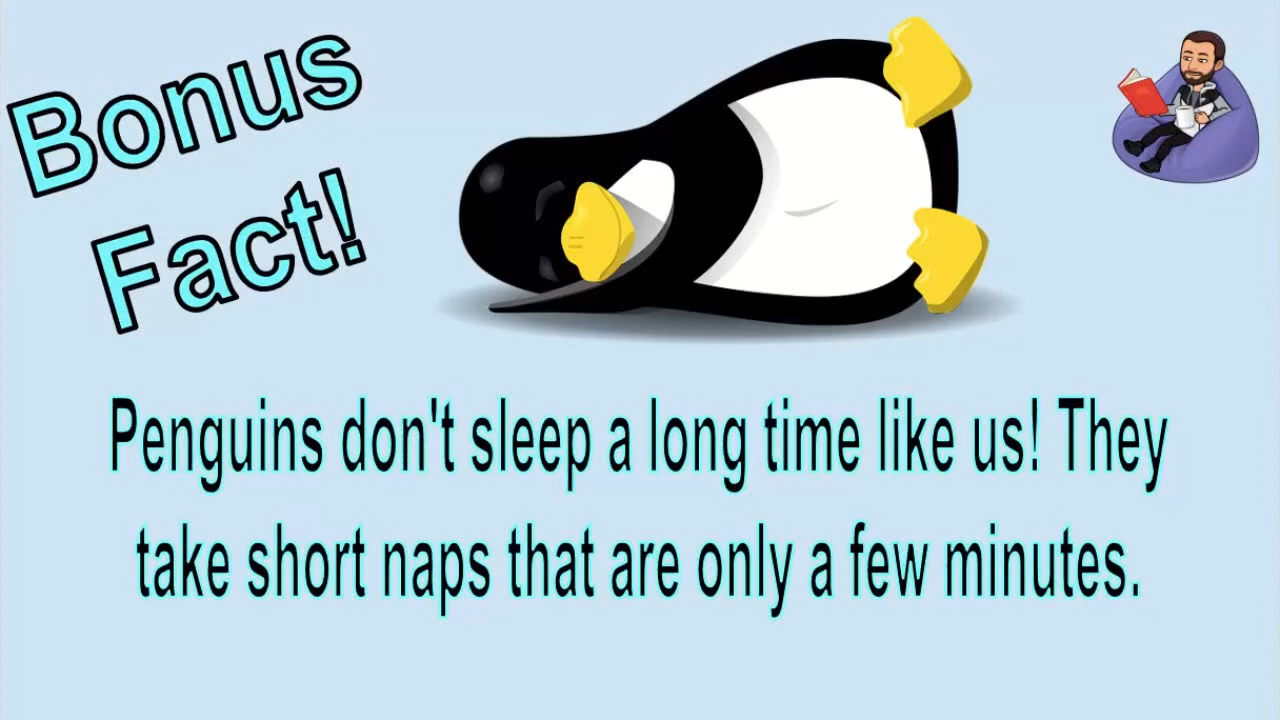 Bonus
Fact!
Penguins don't sleep a long time like us! They
take short naps that are only a few minutes.